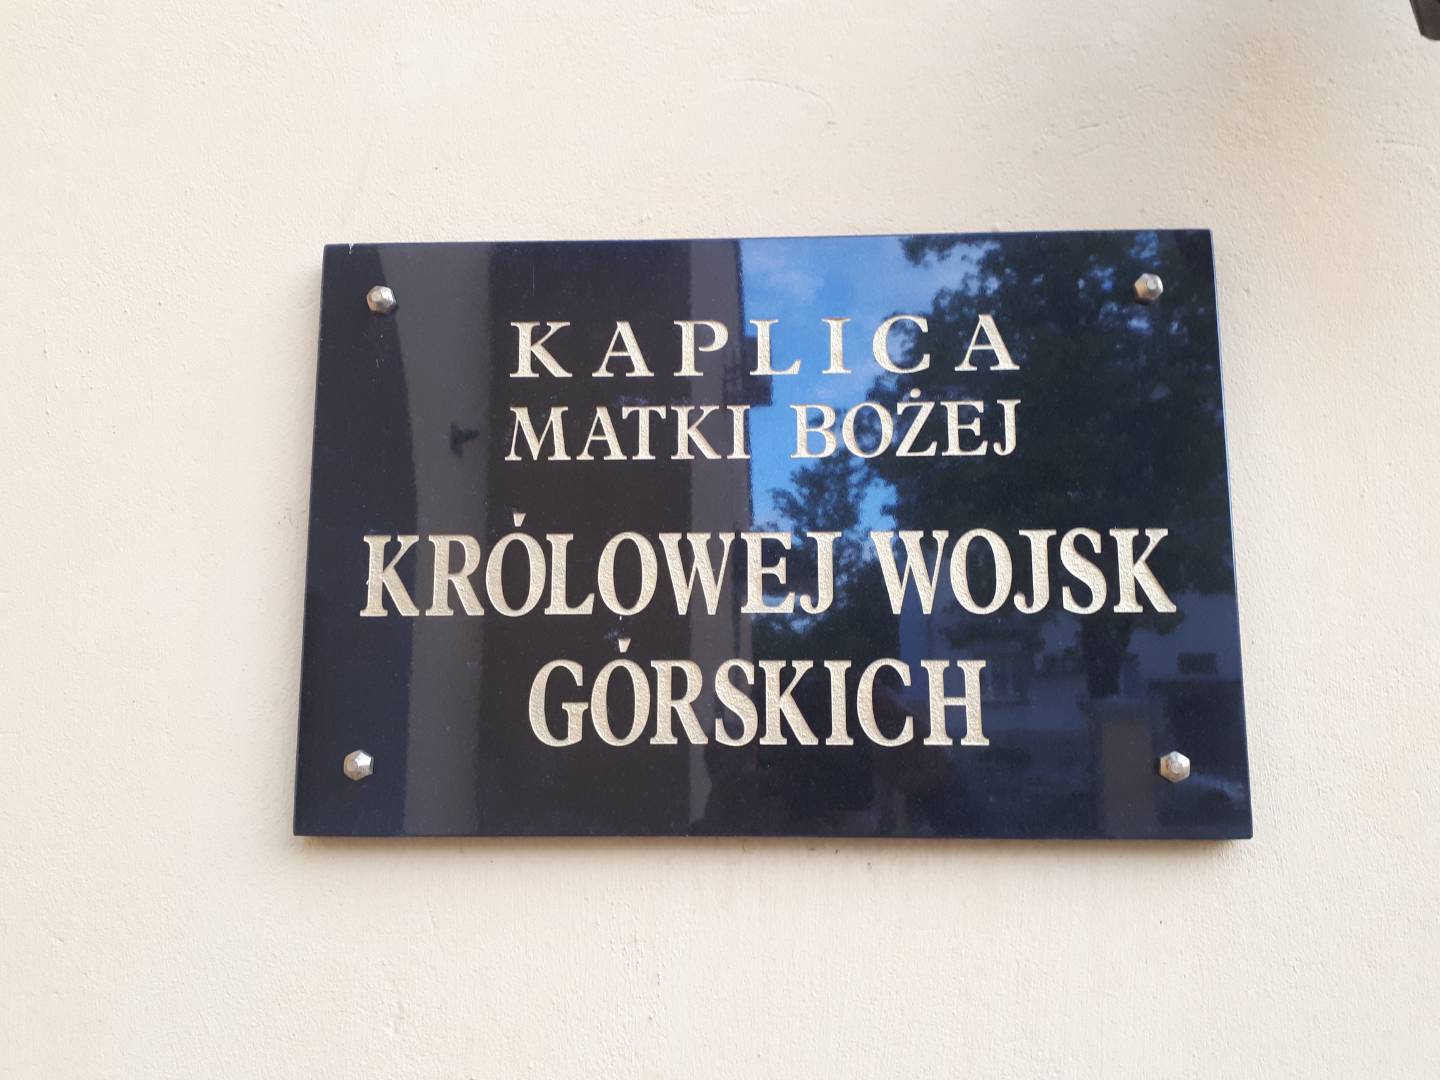 KAPLICA
MATKI BOŻEJ
KRÓLOWEJ WOJSK
GÓRSKICH